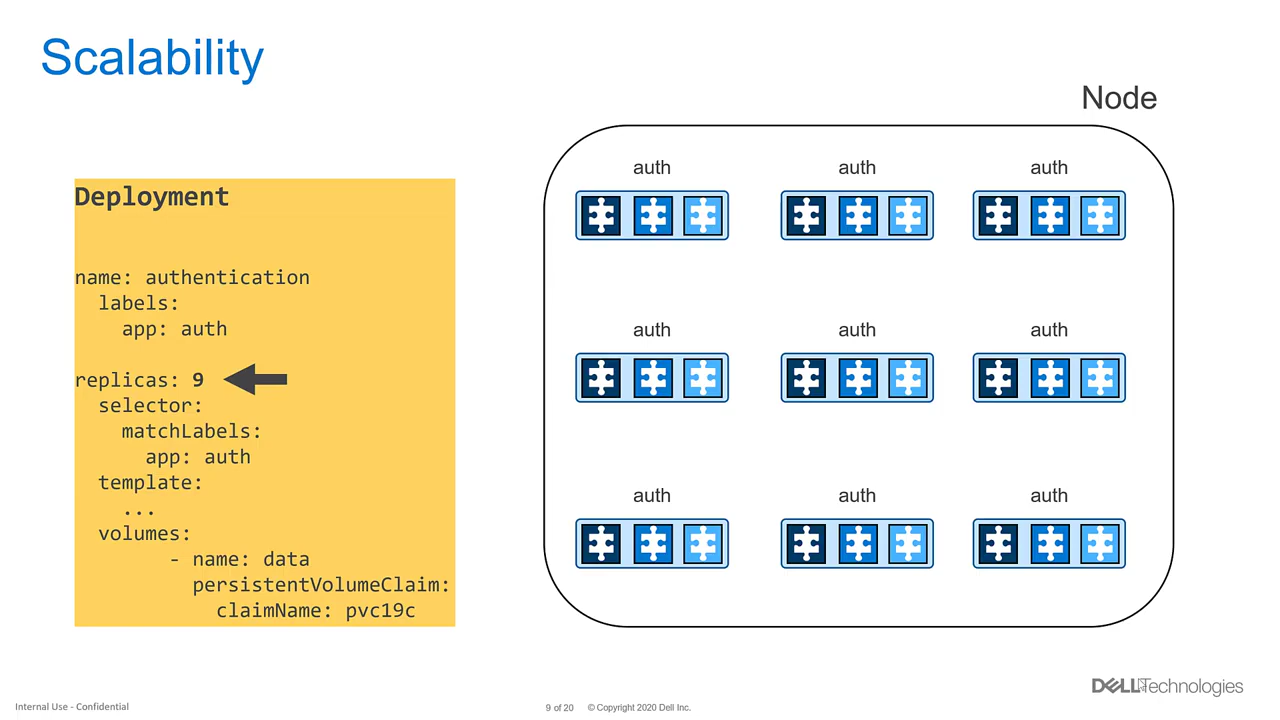 Scalability
Node
Deployment
name: authentication
labels:
app: auth
replicas: 9
selector:
matchLabels:
app: auth
template:
...
volumes:
- name: data
persistentVolumeClaim:
claimName: pvc19c
auth
auth
auth
auth
auth
auth
auth
auth
auth
Internal Use - Confidential
9 of 20
© Copyright 2020 Dell Inc.
DELL Technologies